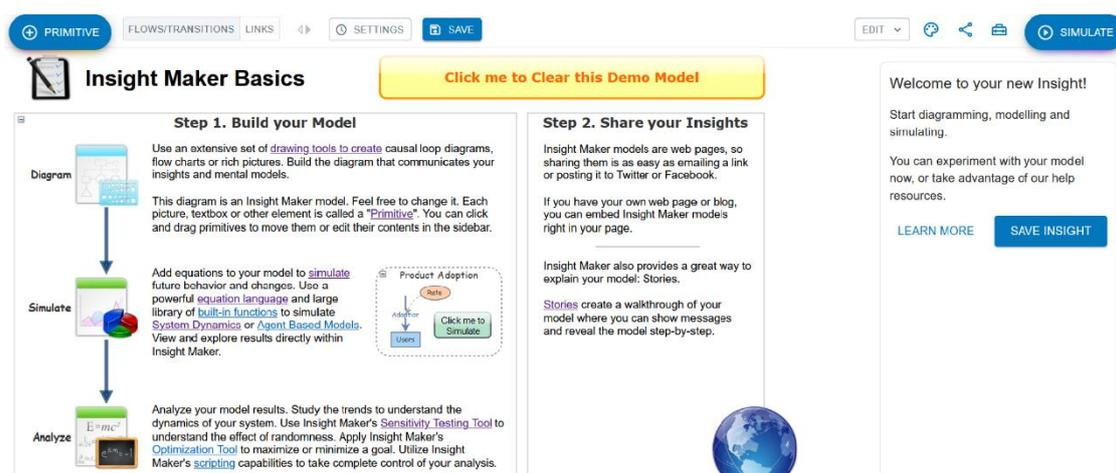 PRIMITIVE
FLOWS/TRANSITIONS LINKS
SETTINGS
SAVE
EDIT
SIMULATE
Insight Maker Basics
Click me to Clear this Demo Model
Step 1. Build your Model
Diagram
Use an extensive set of drawing tools to create causal loop diagrams,
flow charts or rich pictures. Build the diagram that communicates your
insights and mental models.
This diagram is an Insight Maker model. Feel free to change it. Each
picture, textbox or other element is called a "Primitive". You can click
and drag primitives to move them or edit their contents in the sidebar.
Simulate
Add equations to your model to simulate
future behavior and changes. Use a
powerful equation language and large
library of built-in functions to simulate
System Dynamics or Agent Based Models.
View and explore results directly within
Insight Maker.
Product Adoption
Rate
Adoption
Users
Click me to
Simulate
Analyze
E=mc²
Analyze your model results. Study the trends to understand the
dynamics of your system. Use Insight Maker's Sensitivity Testing Tool to
understand the effect of randomness. Apply Insight Maker's
Optimization Tool to maximize or minimize a goal. Utilize Insight
Maker's scripting capabilities to take complete control of your analysis.
Step 2. Share your Insights
Insight Maker models are web pages, so
sharing them is as easy as emailing a link
or posting it to Twitter or Facebook.
If you have your own web page or blog,
you can embed Insight Maker models
right in your page.
Insight Maker also provides a great way to
explain your model: Stories.
Stories create a walkthrough of your
model where you can show messages
and reveal the model step-by-step.
Welcome to your new Insight!
Start diagramming, modelling and
simulating.
You can experiment with your model
now, or take advantage of our help
resources.
LEARN MORE
SAVE INSIGHT